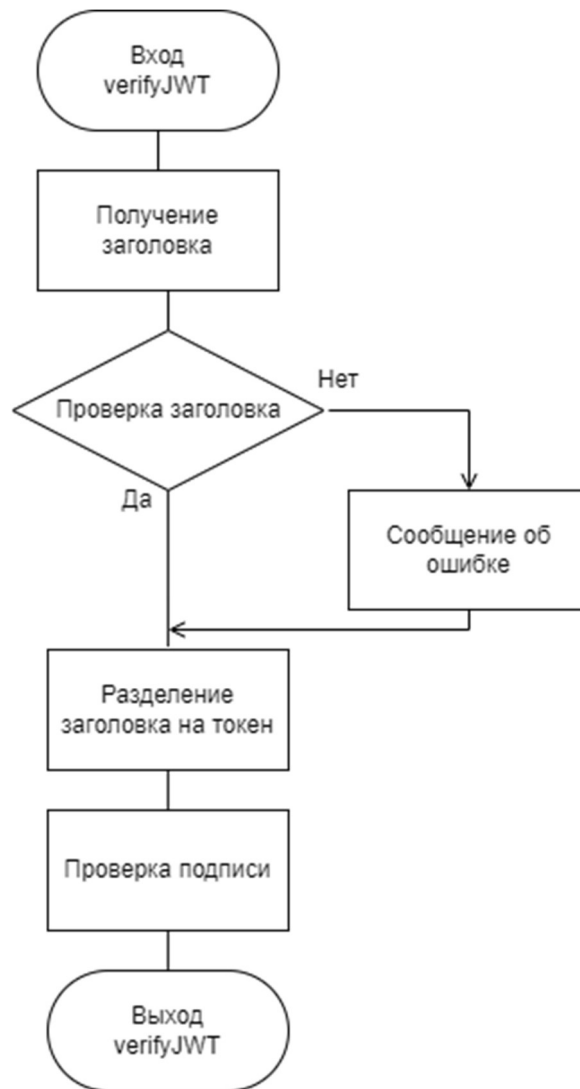 Вход
verifyJWT
Получение
заголовка
Проверка заголовка
Нет
Да
Сообщение об
ошибке
Разделение
заголовка на токен
Проверка подписи
Выход
verifyJWT